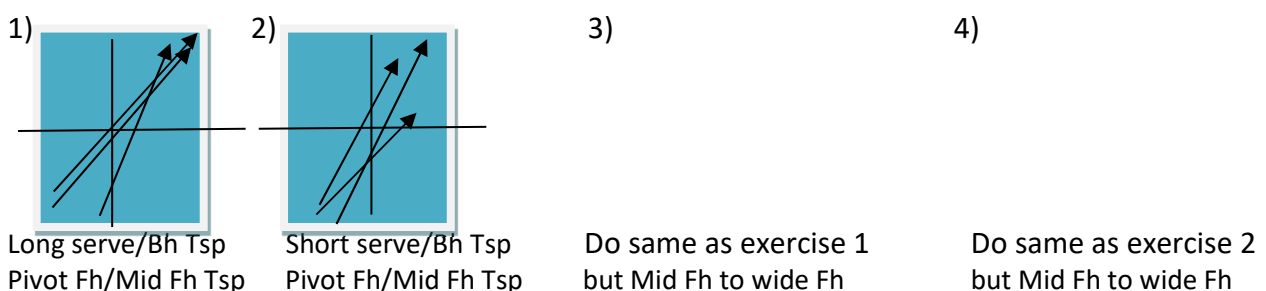 1) 2) 3) 4)
Long serve/Bh Tsp Short serve/Bh Tsp Do same as exercise 1 Do same as exercise 2
Pivot Fh/Mid Fh Tsp Pivot Fh/Mid Fh Tsp but Mid Fh to wide Fh but Mid Fh to wide Fh